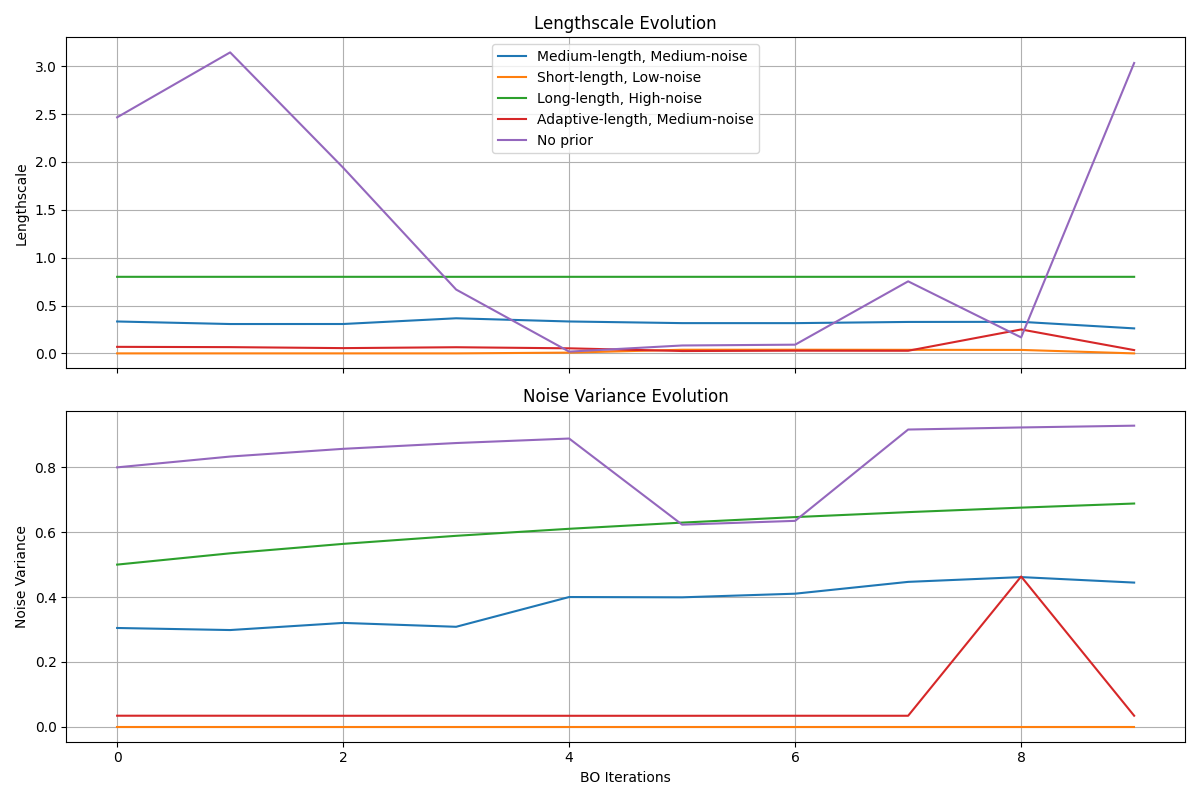 Lengthscale Evolution
Lengthscale
3.0
2.5
2.0
1.5
1.0
0.5
0.0
Medium-length, Medium-noise
Short-length, Low-noise
Long-length, High-noise
Adaptive-length, Medium-noise
No prior
Noise Variance Evolution
Noise Variance
0.8
0.6
0.4
0.2
0.0
0 2 4 6 8
BO Iterations